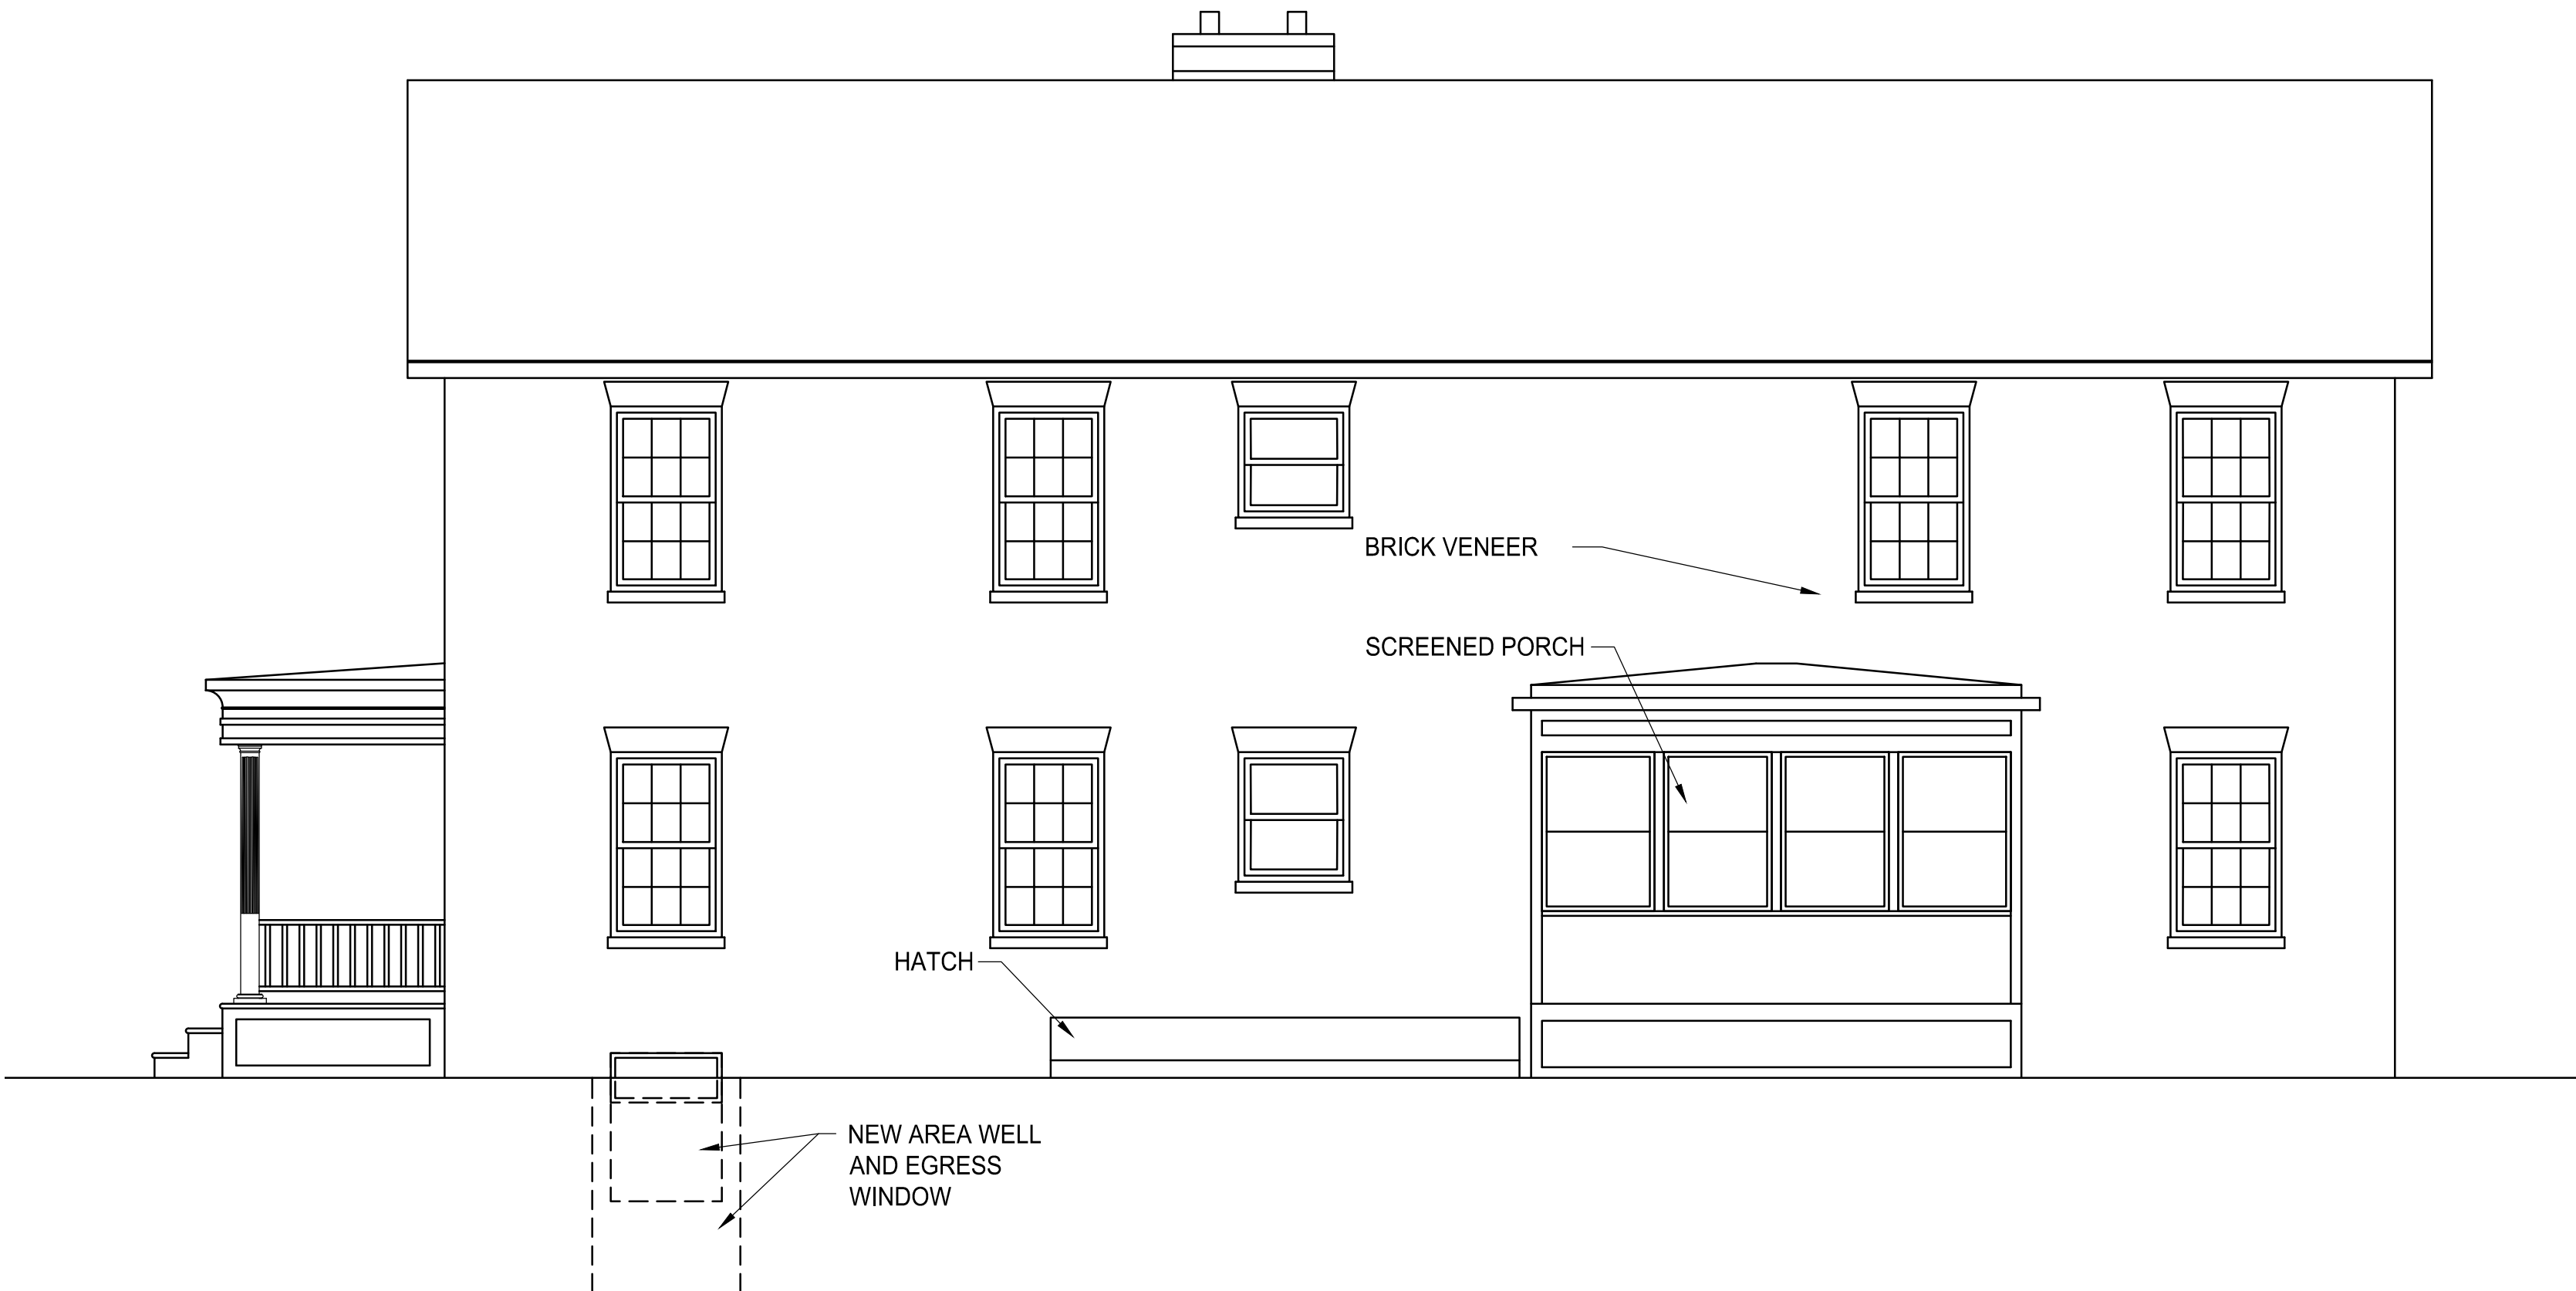 BRICK VENEER
SCREENED PORCH
HATCH
NEW AREA WELL
AND EGRESS
WINDOW